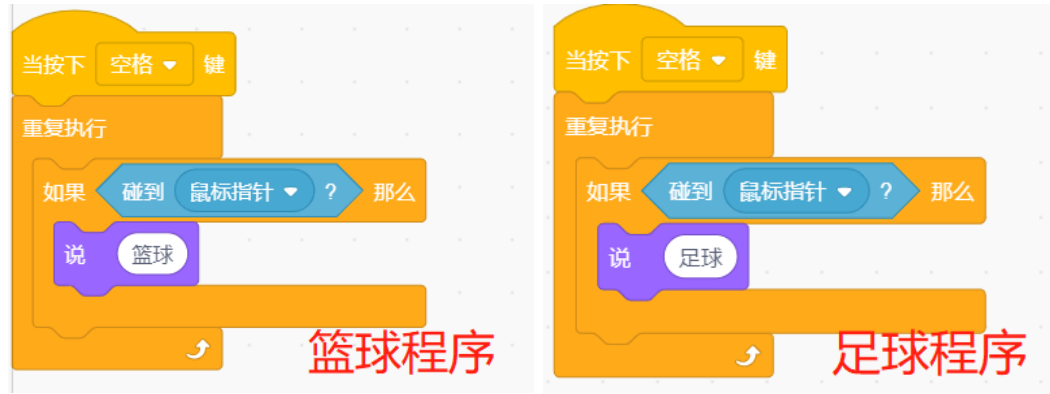 当按下 空格 键
重复执行
如果 碰到 鼠标指针 ? 那么
说 篮球
篮球程序
当按下 空格 键
重复执行
如果 碰到 鼠标指针 ? 那么
说 足球
足球程序